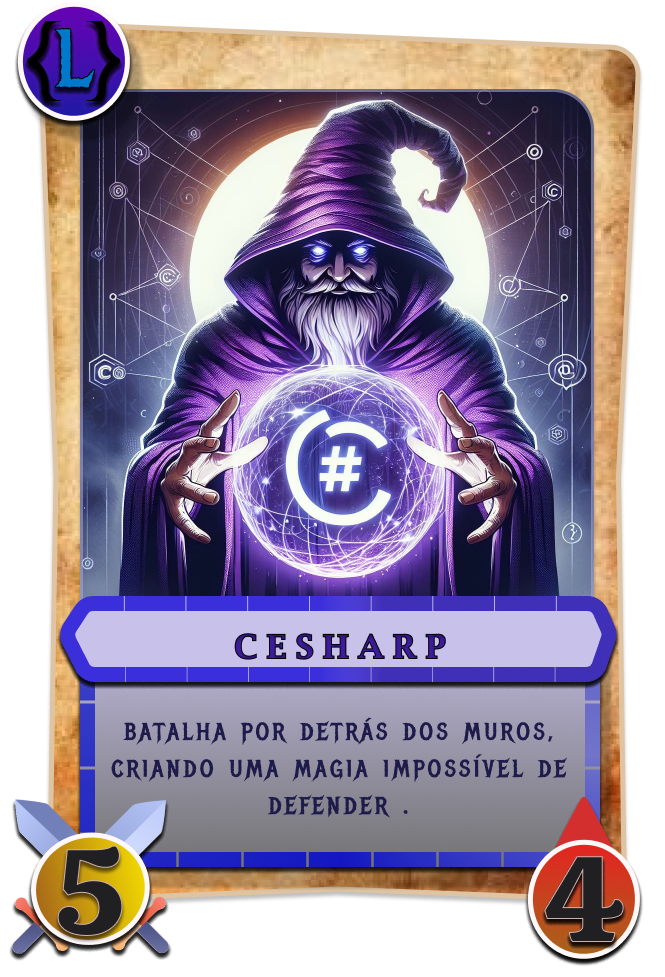 {L}
C#
CESHARP
BATALHA POR DETRÁS DOS MUROS,
CRIANDO UMA MAGIA IMPOSSÍVEL DE
DEFENDER .
5
4